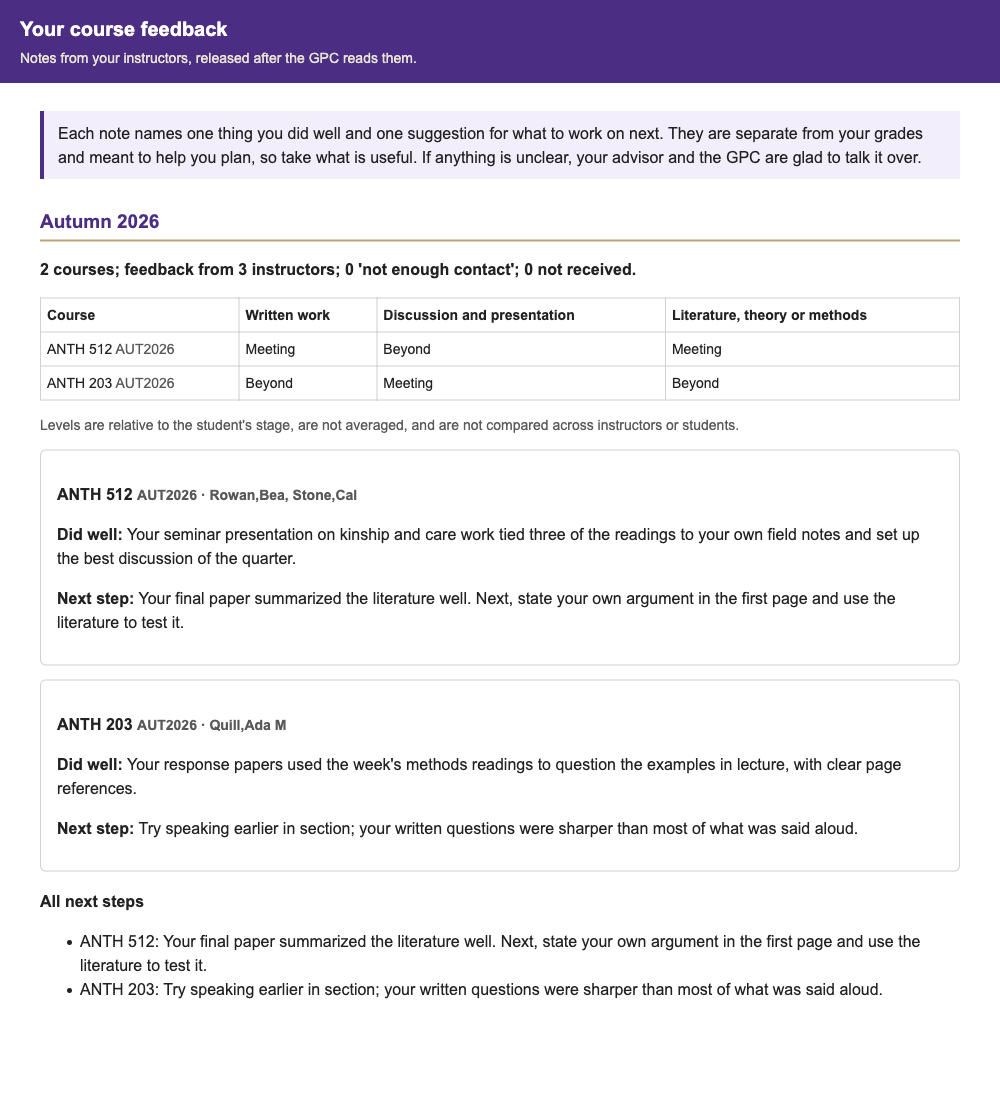 Your course feedback
Notes from your instructors, released after the GPC reads them.
Each note names one thing you did well and one suggestion for what to work on next. They are separate from your grades
and meant to help you plan, so take what is useful. If anything is unclear, your advisor and the GPC are glad to talk it over.
Autumn 2026
2 courses; feedback from 3 instructors; 0 'not enough contact'; 0 not received.
Course Written work Discussion and presentation Literature, theory or methods
ANTH 512 AUT2026 Meeting Beyond Meeting
ANTH 203 AUT2026 Beyond Meeting Beyond
Levels are relative to the student's stage, are not averaged, and are not compared across instructors or students.
ANTH 512 AUT2026 · Rowan,Bea, Stone,Cal
Did well: Your seminar presentation on kinship and care work tied three of the readings to your own field notes and set up
the best discussion of the quarter.
Next step: Your final paper summarized the literature well. Next, state your own argument in the first page and use the
literature to test it.
ANTH 203 AUT2026 · Quill,Ada M
Did well: Your response papers used the week's methods readings to question the examples in lecture, with clear page
references.
Next step: Try speaking earlier in section; your written questions were sharper than most of what was said aloud.
All next steps
• ANTH 512: Your final paper summarized the literature well. Next, state your own argument in the first page and use the
literature to test it.
• ANTH 203: Try speaking earlier in section; your written questions were sharper than most of what was said aloud.